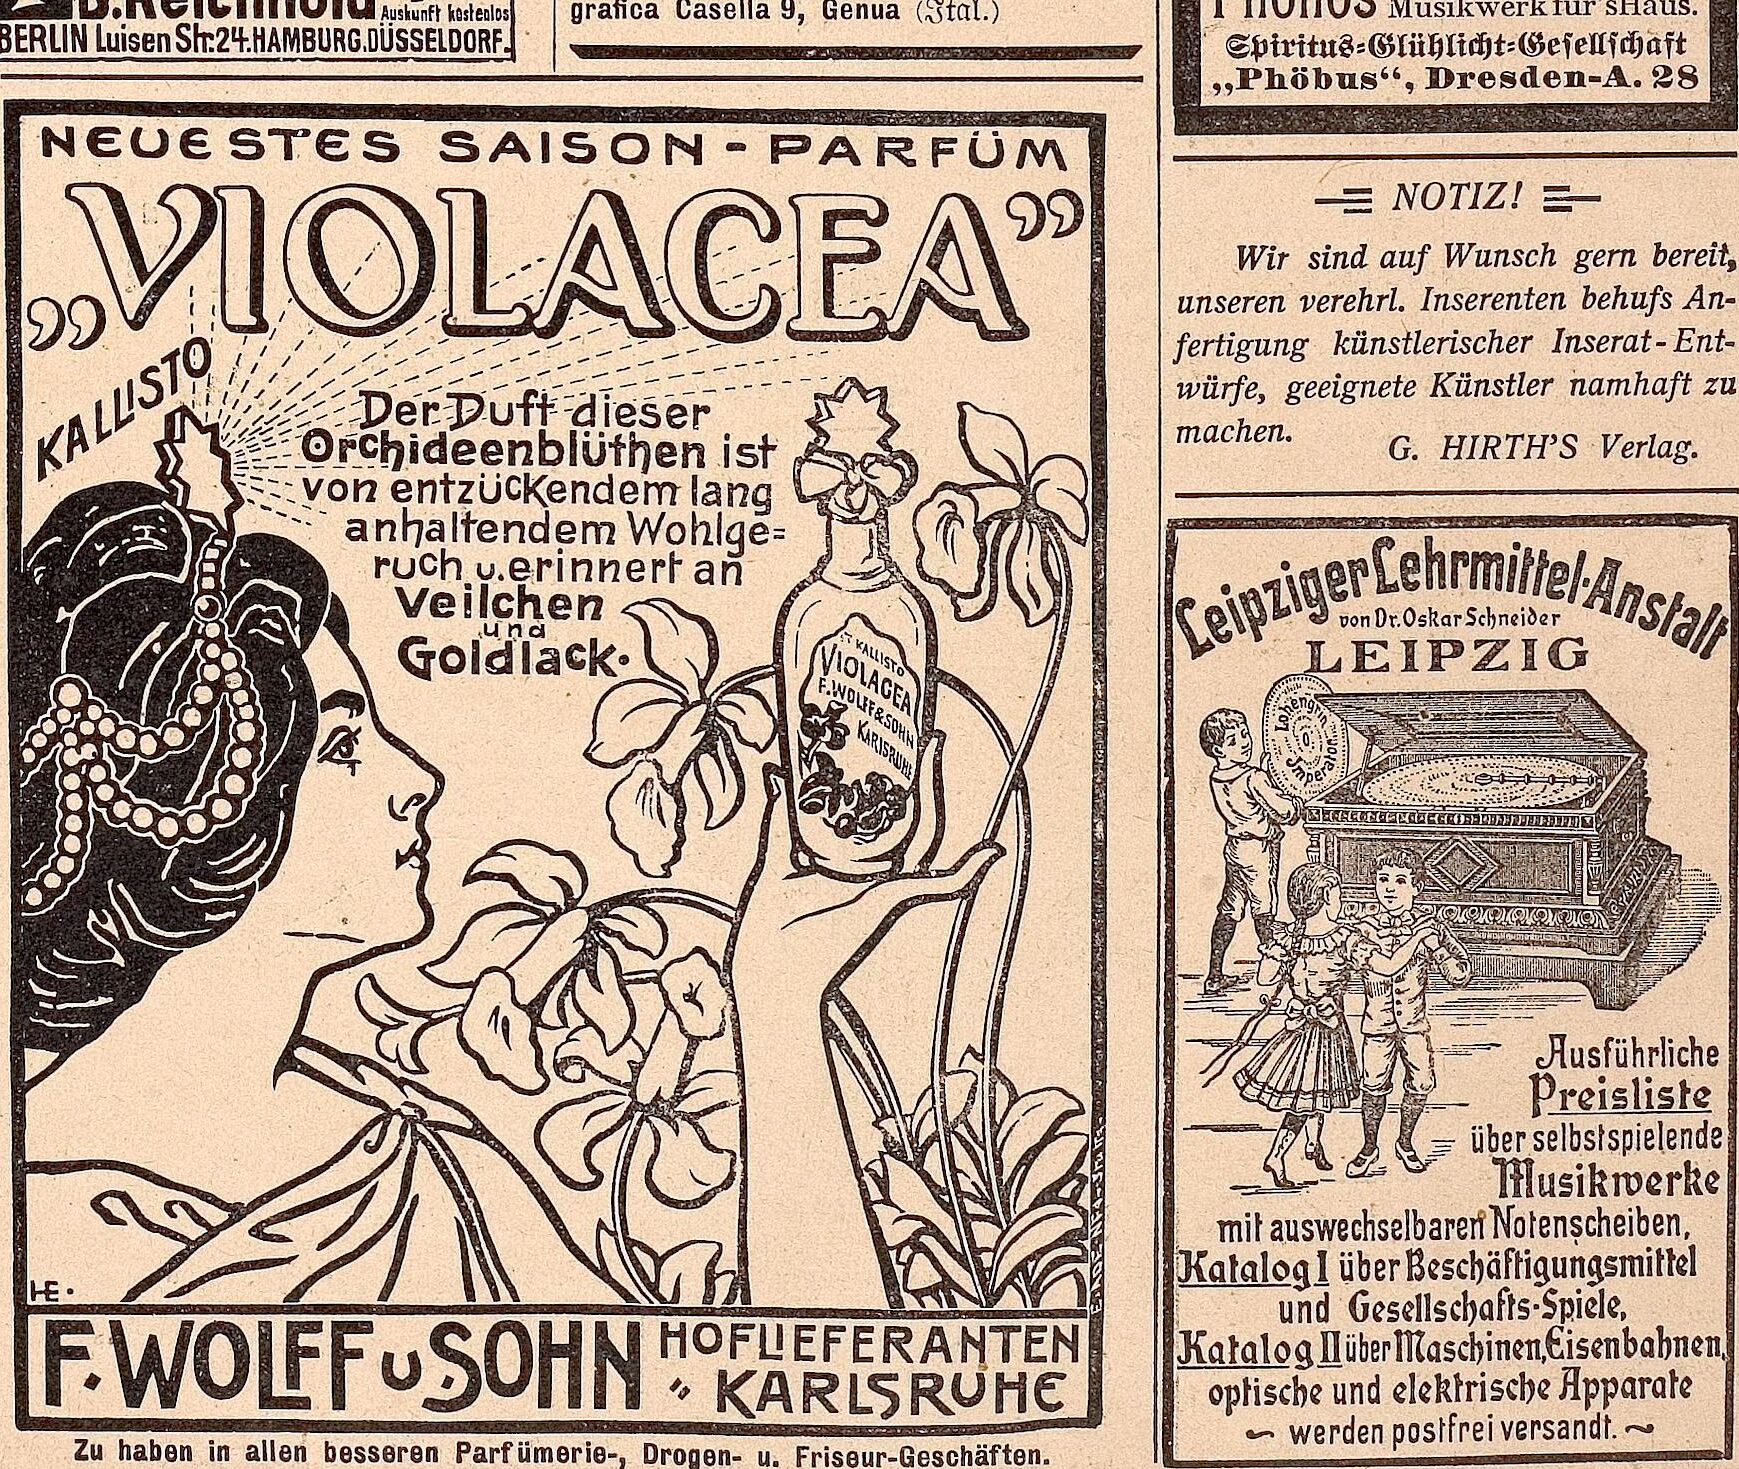 D. Reichhold Auskunft kostenlos
BERLIN Luisen Str. 24. HAMBURG. DÜSSELDORF.
grafica Casella 9, Genua (Ital.)
NEUESTES SAISON-PARFÜM
„VIOLACEA”
KALLISTO
Der Duft dieser
Orchideenblüthen ist
von entzückendem lang
anhaltendem Wohlge=
ruch u. erinnert an
Veilchen
und
Goldlack.
KALLISTO
VIOLACEA
F. WOLFF & SOHN
KARLSRUHE
HE.
F. WOLFF u. SOHN HOFLIEFERANTEN
KARLSRUHE
Zu haben in allen besseren Parfümerie-, Drogen- u. Friseur-Geschäften.
Phönos Musikwerk für's Haus.
Spiritus=Glühlicht=Gesellschaft
„Phöbus“, Dresden-A. 28
NOTIZ!
Wir sind auf Wunsch gern bereit,
unseren verehrl. Inserenten behufs An-
fertigung künstlerischer Inserat-Ent-
würfe, geeignete Künstler namhaft zu
machen.
G. HIRTH'S Verlag.
Leipziger Lehrmittel-Anstalt
von Dr. Oskar Schneider
LEIPZIG
Lohengrin
Imperator
Ausführliche
Preisliste
über selbstspielende
Musikwerke
mit auswechselbaren Notenscheiben,
Katalog I über Beschäftigungsmittel
und Gesellschafts-Spiele,
Katalog II über Maschinen, Eisenbahnen,
optische und elektrische Apparate
~ werden postfrei versandt. ~